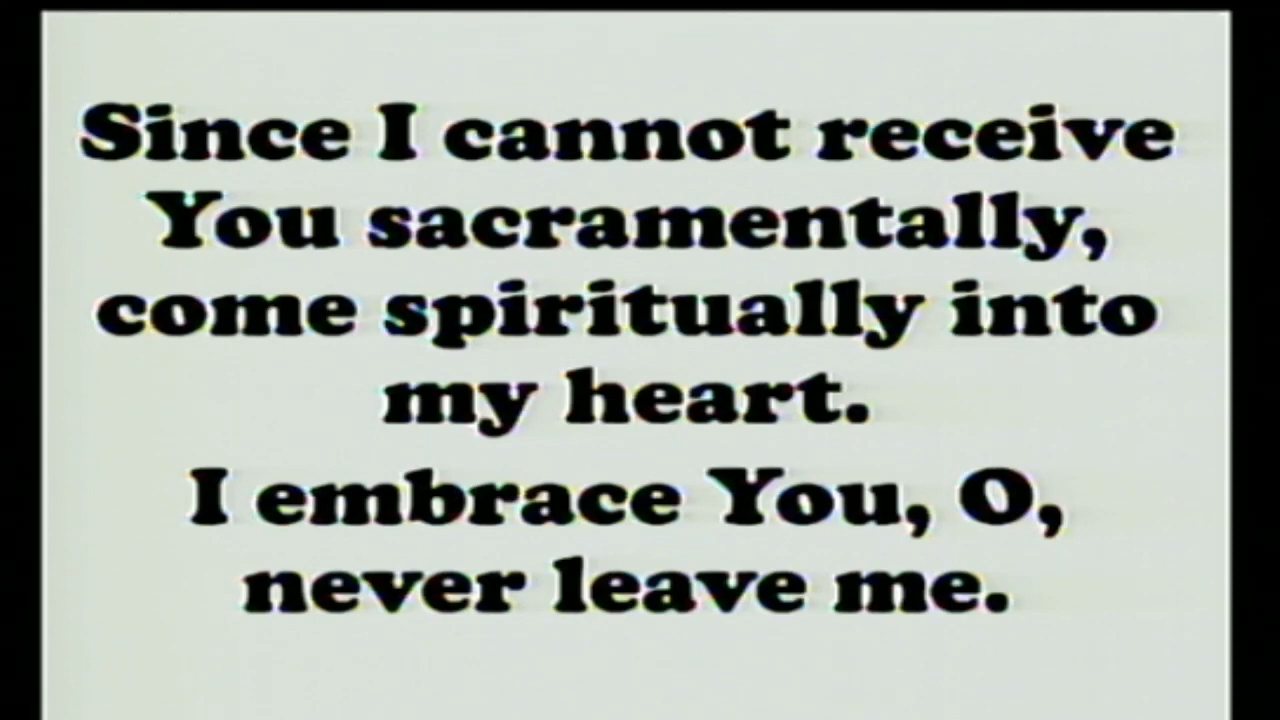 Since I cannot receive
You sacramentally,
come spiritually into
my heart.
I embrace You, O,
never leave me.